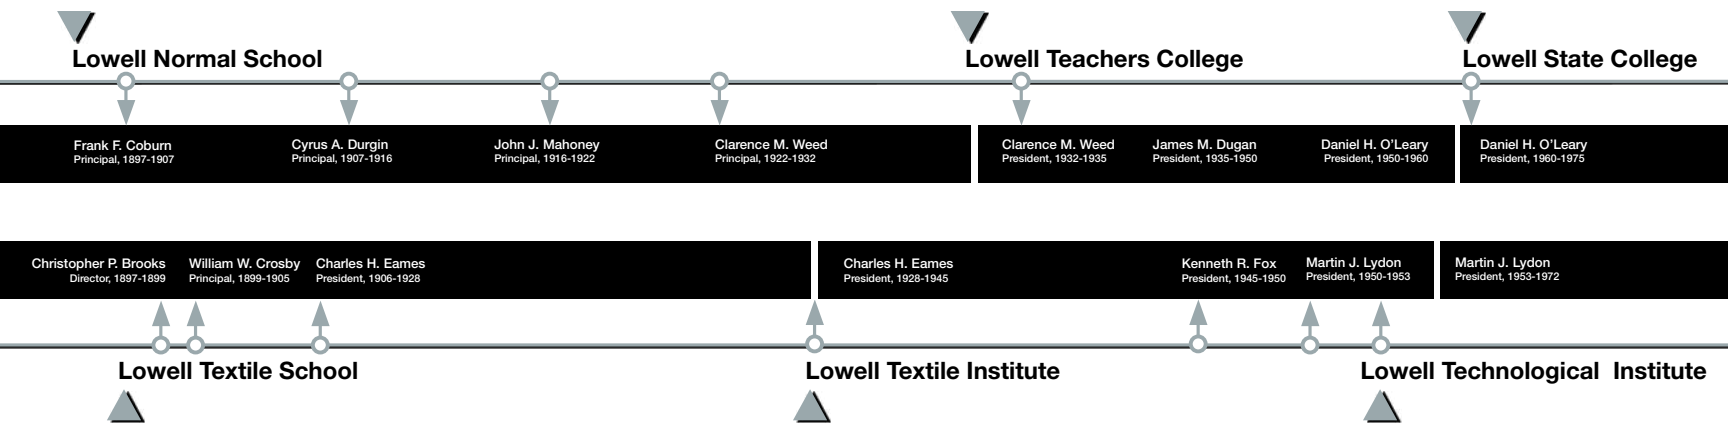 Lowell Normal School
Lowell Teachers College
Lowell State College
Frank F. Coburn
Principal, 1897-1907
Cyrus A. Durgin
Principal, 1907-1916
John J. Mahoney
Principal, 1916-1922
Clarence M. Weed
Principal, 1922-1932
Clarence M. Weed
President, 1932-1935
James M. Dugan
President, 1935-1950
Daniel H. O’Leary
President, 1950-1960
Daniel H. O’Leary
President, 1960-1975
Christopher P. Brooks
Director, 1897-1899
William W. Crosby
Principal, 1899-1905
Charles H. Eames
President, 1906-1928
Charles H. Eames
President, 1928-1945
Kenneth R. Fox
President, 1945-1950
Martin J. Lydon
President, 1950-1953
Martin J. Lydon
President, 1953-1972
Lowell Textile School
Lowell Textile Institute
Lowell Technological  Institute